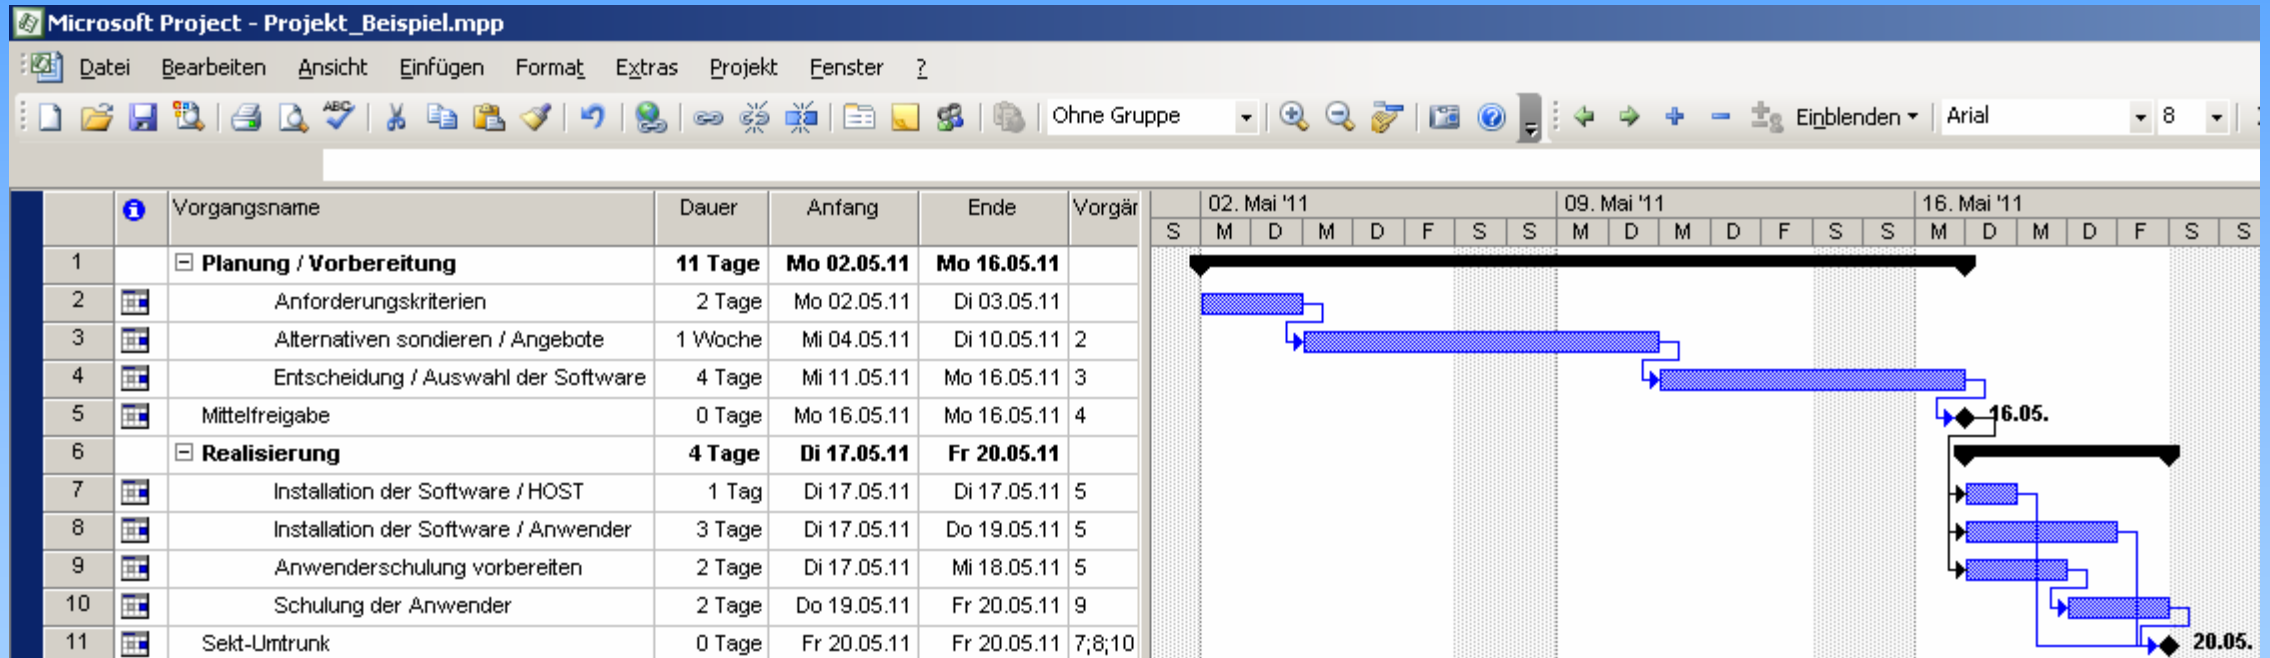 Microsoft Project - Projekt_Beispiel.mpp
Datei Bearbeiten Ansicht Einfügen Format Extras Projekt Fenster ?
ABC Ohne Gruppe Einblenden Arial 8
Vorgangsname Dauer Anfang Ende Vorgär 02. Mai '11 09. Mai '11 16. Mai '11
S M D M D F S S M D M D F S S M D M D F S S
1 Planung / Vorbereitung 11 Tage Mo 02.05.11 Mo 16.05.11
2 Anforderungskriterien 2 Tage Mo 02.05.11 Di 03.05.11
3 Alternativen sondieren / Angebote 1 Woche Mi 04.05.11 Di 10.05.11 2
4 Entscheidung / Auswahl der Software 4 Tage Mi 11.05.11 Mo 16.05.11 3
5 Mittelfreigabe 0 Tage Mo 16.05.11 Mo 16.05.11 4 16.05.
6 Realisierung 4 Tage Di 17.05.11 Fr 20.05.11
7 Installation der Software / HOST 1 Tag Di 17.05.11 Di 17.05.11 5
8 Installation der Software / Anwender 3 Tage Di 17.05.11 Do 19.05.11 5
9 Anwenderschulung vorbereiten 2 Tage Di 17.05.11 Mi 18.05.11 5
10 Schulung der Anwender 2 Tage Do 19.05.11 Fr 20.05.11 9
11 Sekt-Umtrunk 0 Tage Fr 20.05.11 Fr 20.05.11 7;8;10 20.05.